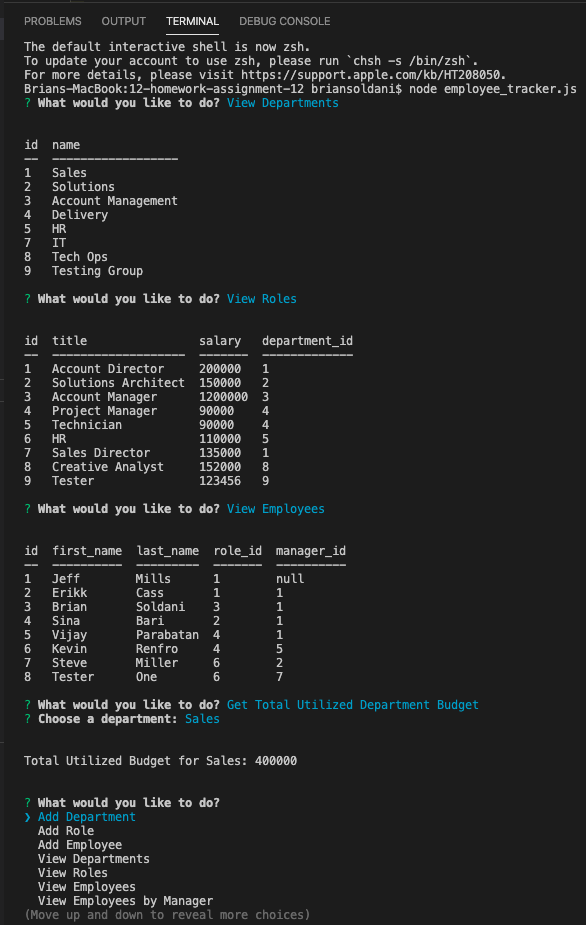 PROBLEMS OUTPUT TERMINAL DEBUG CONSOLE
The default interactive shell is now zsh.
To update your account to use zsh, please run `chsh -s /bin/zsh`.
For more details, please visit https://support.apple.com/kb/HT208050.
Brians-MacBook:12-homework-assignment-12 briansoldani$ node employee_tracker.js
? What would you like to do? View Departments
id name
-- ------------------
1 Sales
2 Solutions
3 Account Management
4 Delivery
5 HR
7 IT
8 Tech Ops
9 Testing Group
? What would you like to do? View Roles
id title salary department_id
-- ------------------- ------- -------------
1 Account Director 200000 1
2 Solutions Architect 150000 2
3 Account Manager 1200000 3
4 Project Manager 90000 4
5 Technician 90000 4
6 HR 110000 5
7 Sales Director 135000 1
8 Creative Analyst 152000 8
9 Tester 123456 9
? What would you like to do? View Employees
id first_name last_name role_id manager_id
-- ---------- --------- ------- ----------
1 Jeff Mills 1 null
2 Erikk Cass 1 1
3 Brian Soldani 3 1
4 Sina Bari 2 1
5 Vijay Parabatan 4 1
6 Kevin Renfro 4 5
7 Steve Miller 6 2
8 Tester One 6 7
? What would you like to do? Get Total Utilized Department Budget
? Choose a department: Sales
Total Utilized Budget for Sales: 400000
? What would you like to do?
❯ Add Department
Add Role
Add Employee
View Departments
View Roles
View Employees
View Employees by Manager
(Move up and down to reveal more choices)